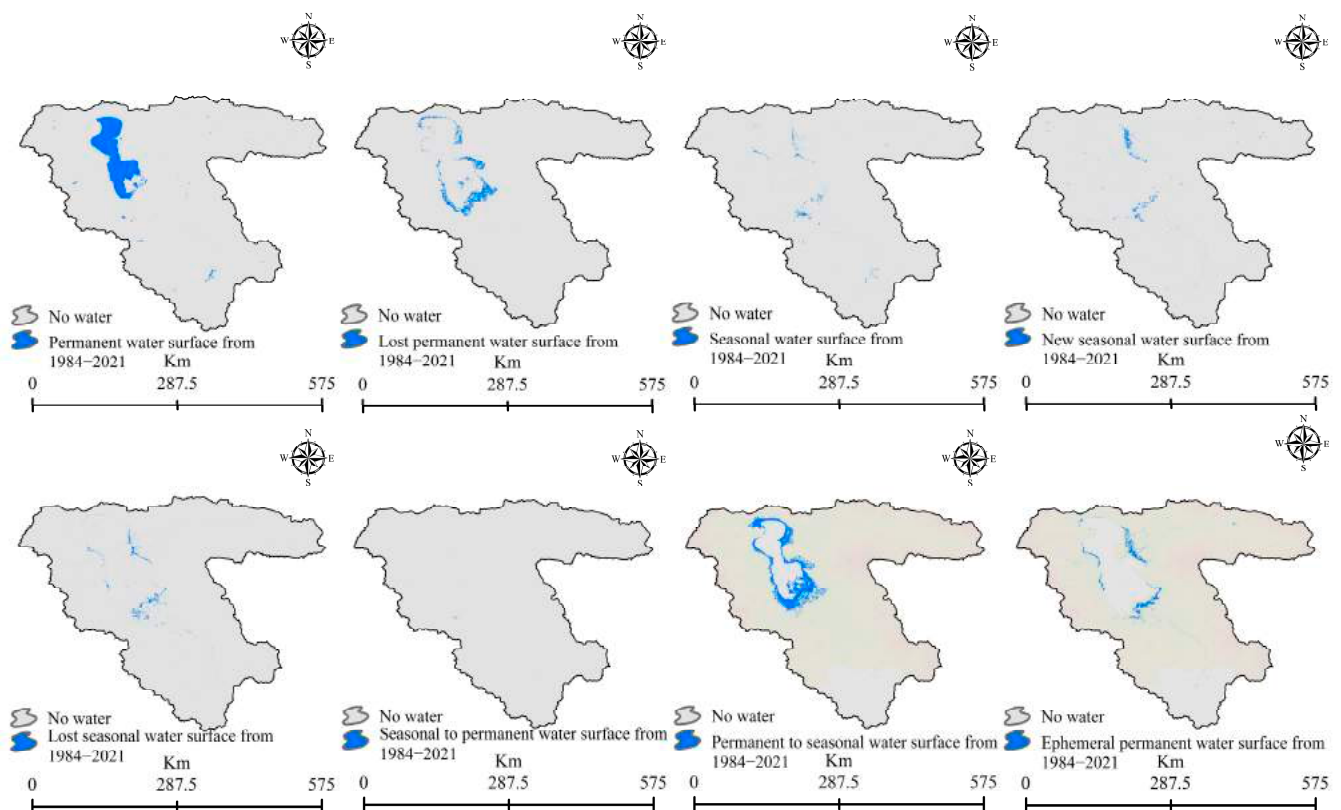 N
W E
S
N
W E
S
N
W E
S
N
W E
S
No water
Permanent water surface from
1984−2021 Km
0 287.5 575
No water
Lost permanent water surface from
1984−2021 Km
0 287.5 575
No water
Seasonal water surface from
1984−2021 Km
0 287.5 575
No water
New seasonal water surface from
1984−2021 Km
0 287.5 575
N
W E
S
N
W E
S
N
W E
S
N
W E
S
No water
Lost seasonal water surface from
1984−2021 Km
0 287.5 575
No water
Seasonal to permanent water surface from
1984−2021 Km
0 287.5 575
No water
Permanent to seasonal water surface from
1984−2021 Km
0 287.5 575
No water
Ephemeral permanent water surface from
1984−2021 Km
0 287.5 575